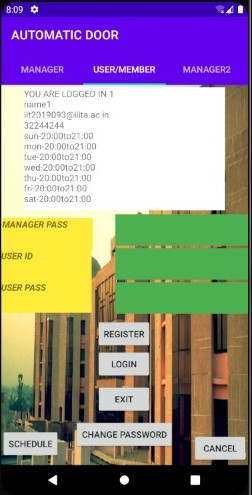 8:09
AUTOMATIC DOOR
MANAGER USER/MEMBER MANAGER2
YOU ARE LOGGED IN 1
name1
iit2019093@iiita.ac.in
32244244
sun-20:00to21:00
mon-20:00to21:00
tue-20:00to21:00
wed-20:00to21:00
thu-20:00to21:00
fri-20:00to21:00
sat-20:00to21:00
MANAGER PASS
USER ID
USER PASS
REGISTER
LOGIN
EXIT
SCHEDULE CHANGE PASSWORD CANCEL